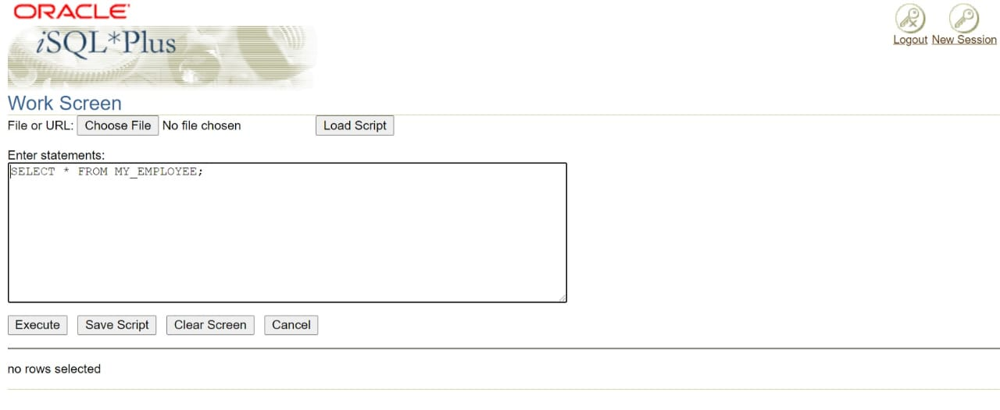 ORACLE
iSQL*Plus
Logout New Session
Work Screen
File or URL: Choose File No file chosen Load Script
Enter statements:
SELECT * FROM MY_EMPLOYEE;
Execute Save Script Clear Screen Cancel
no rows selected